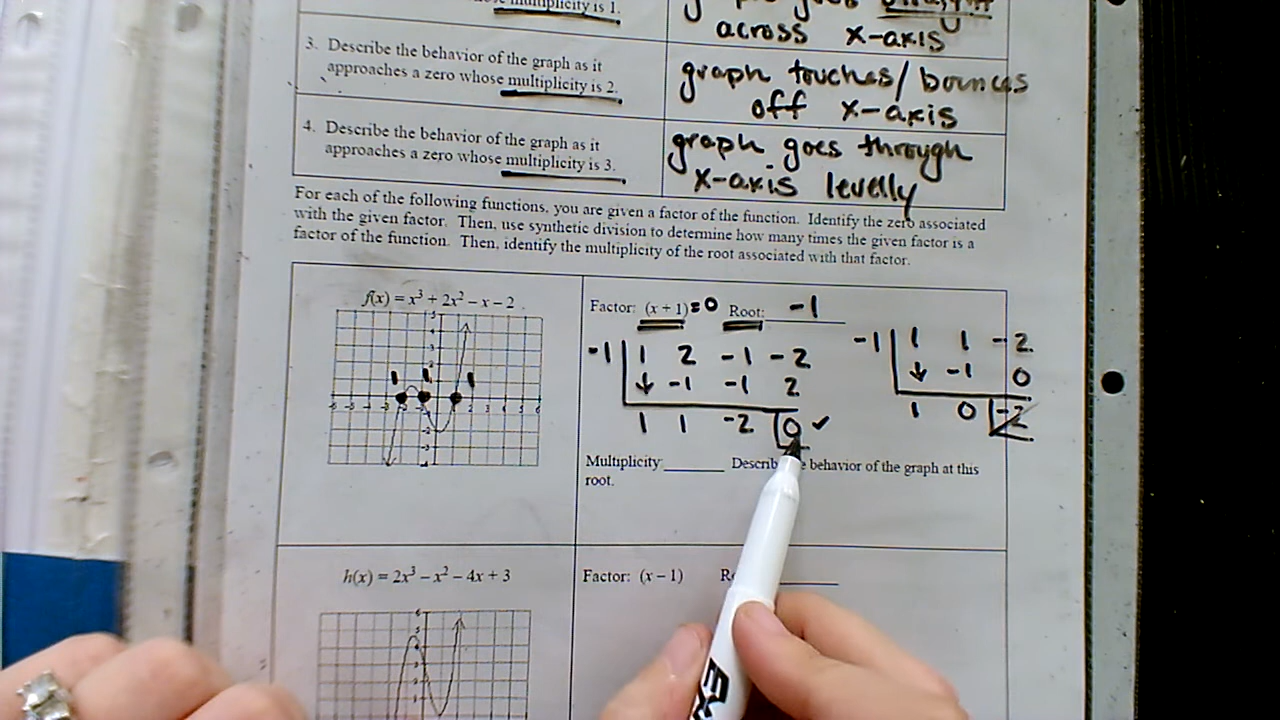 multiplicity is 1.
across x-axis
3. Describe the behavior of the graph as it
approaches a zero whose multiplicity is 2.
graph touches/bounces
off x-axis
4. Describe the behavior of the graph as it
approaches a zero whose multiplicity is 3.
graph goes through
x-axis levelly
For each of the following functions, you are given a factor of the function. Identify the zero associated
with the given factor. Then, use synthetic division to determine how many times the given factor is a
factor of the function. Then, identify the multiplicity of the root associated with that factor.
f(x) = x³ + 2x² – x – 2
Factor: (x + 1) = 0 Root: -1
-1 | 1 2 -1 -2
↓ -1 -1 2
1 1 -2 | 0 ✓
-1 | 1 1 -2
↓ -1 0
1 0 | -2
Multiplicity ______ Describe behavior of the graph at this
root.
h(x) = 2x³ – x² – 4x + 3
Factor: (x – 1)